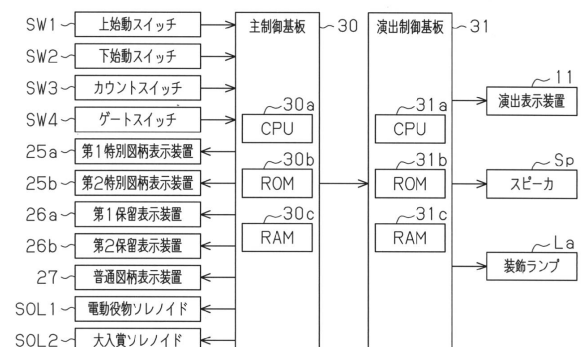 SW1 上始動スイッチ
SW2 下始動スイッチ
SW3 カウントスイッチ
SW4 ゲートスイッチ
25a 第1特別図柄表示装置
25b 第2特別図柄表示装置
26a 第1保留表示装置
26b 第2保留表示装置
27 普通図柄表示装置
SOL1 電動役物ソレノイド
SOL2 大入賞ソレノイド
主制御基板 30
30a
CPU
30b
ROM
30c
RAM
演出制御基板 31
31a
CPU
31b
ROM
31c
RAM
11
演出表示装置
Sp
スピーカ
La
装飾ランプ